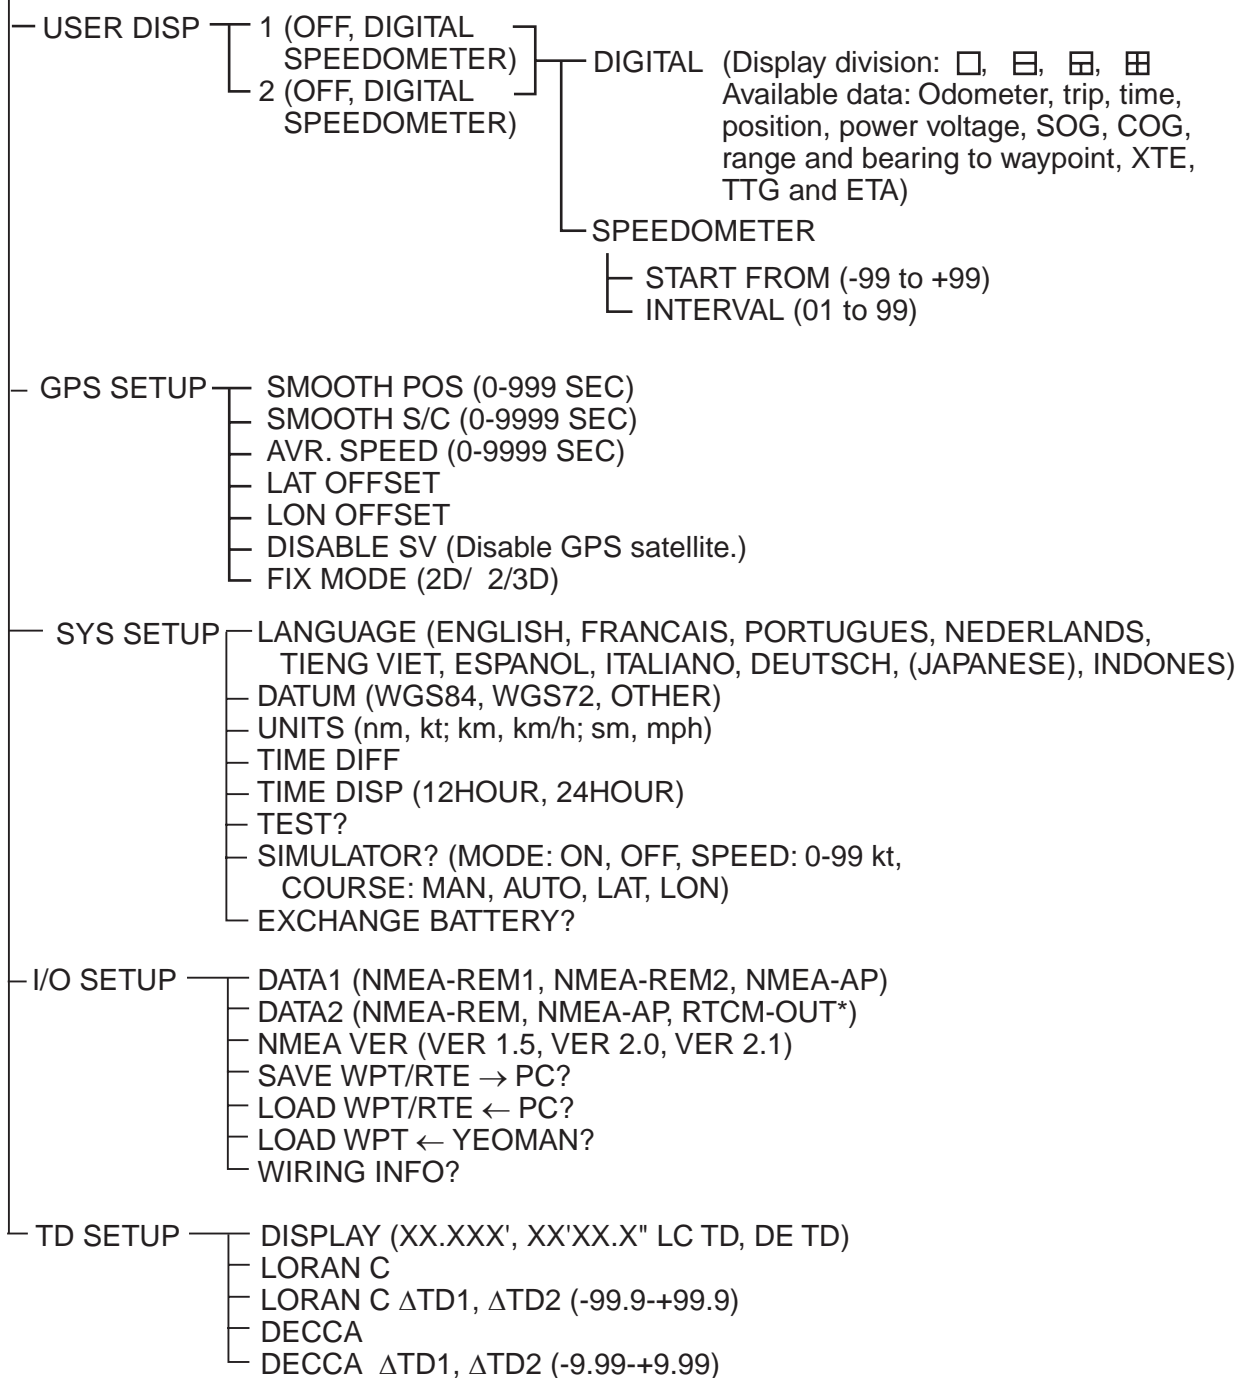 USER DISP
1 (OFF, DIGITAL
SPEEDOMETER)
2 (OFF, DIGITAL
SPEEDOMETER)
DIGITAL (Display division: , , ,
Available data: Odometer, trip, time,
position, power voltage, SOG, COG,
range and bearing to waypoint, XTE,
TTG and ETA)
SPEEDOMETER
START FROM (-99 to +99)
INTERVAL (01 to 99)
GPS SETUP
SMOOTH POS (0-999 SEC)
SMOOTH S/C (0-9999 SEC)
AVR. SPEED (0-9999 SEC)
LAT OFFSET
LON OFFSET
DISABLE SV (Disable GPS satellite.)
FIX MODE (2D/ 2/3D)
SYS SETUP
LANGUAGE (ENGLISH, FRANCAIS, PORTUGUES, NEDERLANDS,
TIENG VIET, ESPANOL, ITALIANO, DEUTSCH, (JAPANESE), INDONES)
DATUM (WGS84, WGS72, OTHER)
UNITS (nm, kt; km, km/h; sm, mph)
TIME DIFF
TIME DISP (12HOUR, 24HOUR)
TEST?
SIMULATOR? (MODE: ON, OFF, SPEED: 0-99 kt,
COURSE: MAN, AUTO, LAT, LON)
EXCHANGE BATTERY?
I/O SETUP
DATA1 (NMEA-REM1, NMEA-REM2, NMEA-AP)
DATA2 (NMEA-REM, NMEA-AP, RTCM-OUT*)
NMEA VER (VER 1.5, VER 2.0, VER 2.1)
SAVE WPT/RTE → PC?
LOAD WPT/RTE ← PC?
LOAD WPT ← YEOMAN?
WIRING INFO?
TD SETUP
DISPLAY (XX.XXX', XX'XX.X" LC TD, DE TD)
LORAN C
LORAN C ΔTD1, ΔTD2 (-99.9-+99.9)
DECCA
DECCA ΔTD1, ΔTD2 (-9.99-+9.99)